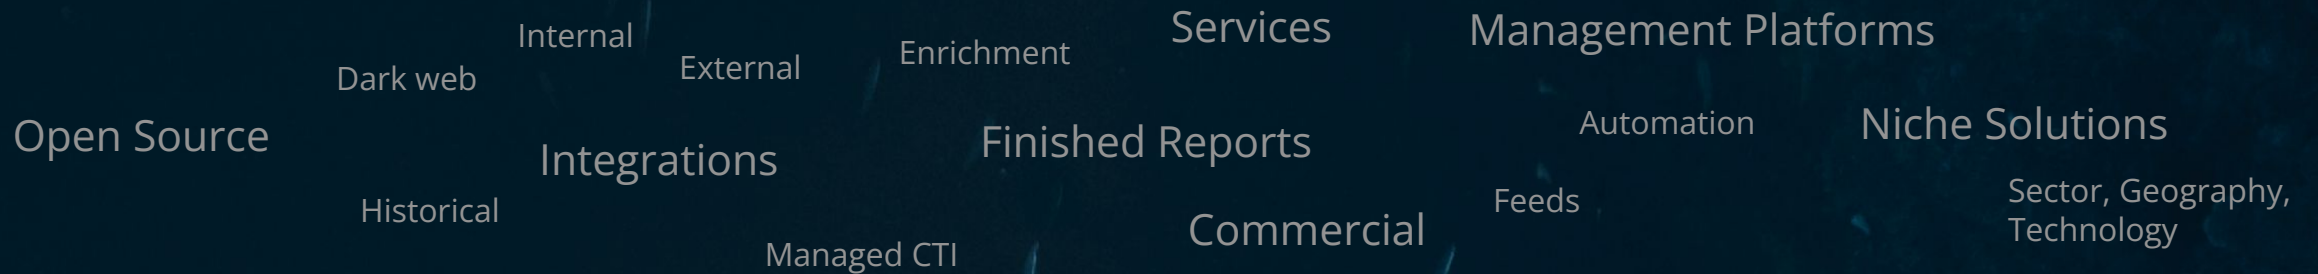 Services
Management Platforms
Internal
Enrichment
External
Dark web
Automation
Niche Solutions
Open Source
Finished Reports
Integrations
Sector, Geography,
Technology
Feeds
Historical
Commercial
Managed CTI